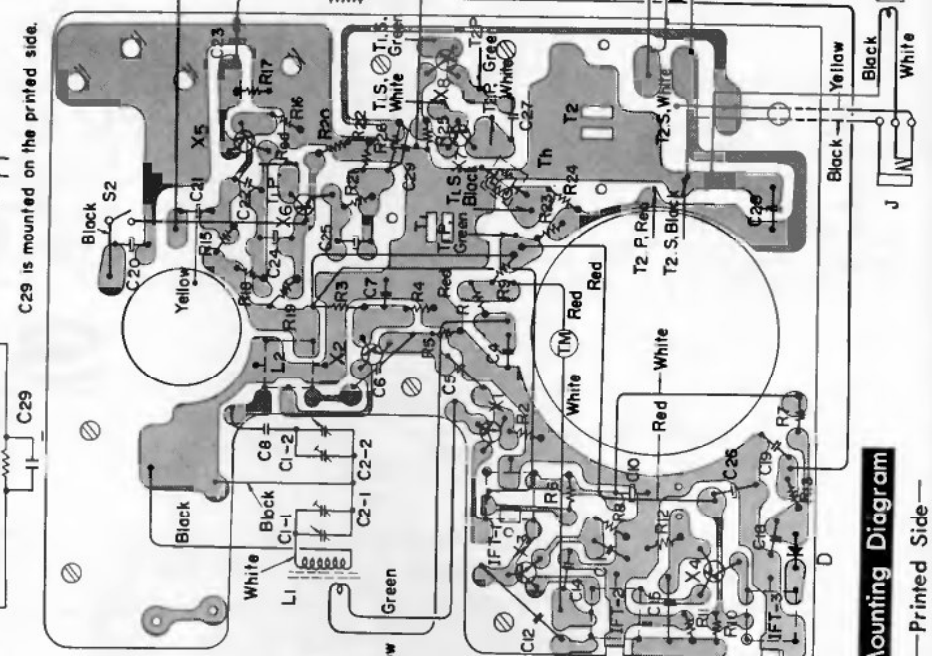 C29 is mounted on the printed side.
C29
Mounting Diagram
—Printed Side—
Black
S2
C20
Yellow
C21
R15
C23
R17
X5
R16
R20
R22
C22
X6
C24
R18
R19
C25
R21
C29
R3
C7
R4
L2
X2
C6
R5
C5
C4
C8
C1-2
C2-2
C1-1
C2-1
Black
Black
White
L1
Green
T1.S. Green
T1.S. White
X8
T2.P. Green
T1.P. White
C27
T2
T2.S. White
Th
T1.S. Black
T1
T1.P. Green
R23
R24
T2.P. Red
T2.S. Black
C28
Red
R9
Red
Red
TM
White
Red
White
R2
R6
C10
R7
C19
C26
R13
C18
R8
R12
X3
IFT-1
C14
IFT-2
C15
X4
R11
R10
IFT-3
C12
D
Black
Yellow
Black
White
J